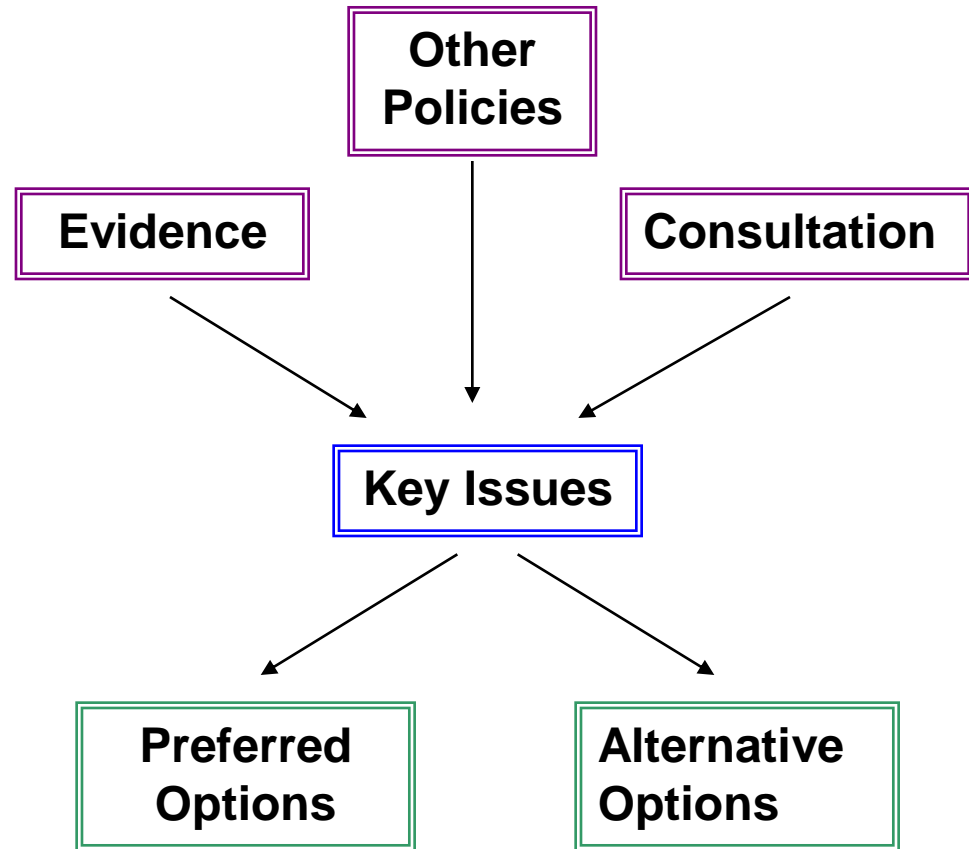 Other
Policies
Evidence
Consultation
Key Issues
Preferred
Options
Alternative
Options